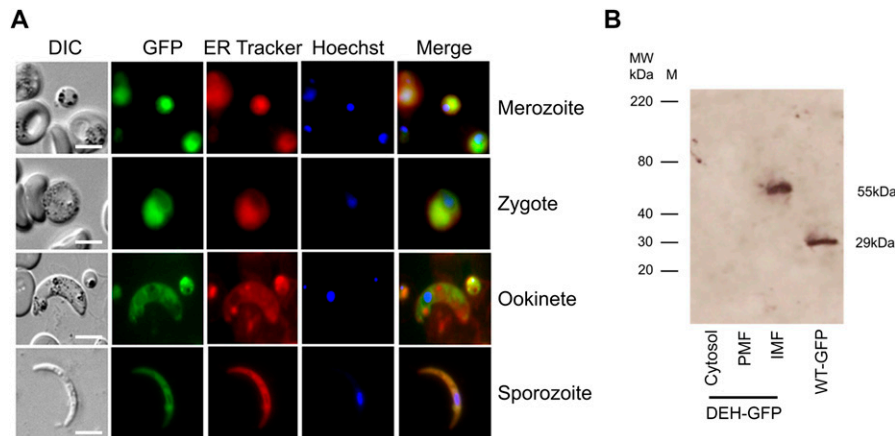 A
DIC GFP ER Tracker Hoechst Merge
Merozoite
Zygote
Ookinete
Sporozoite
B
MW
kDa M
220
80
40
30
20
55kDa
29kDa
Cytosol
PMF
IMF
WT-GFP
DEH-GFP